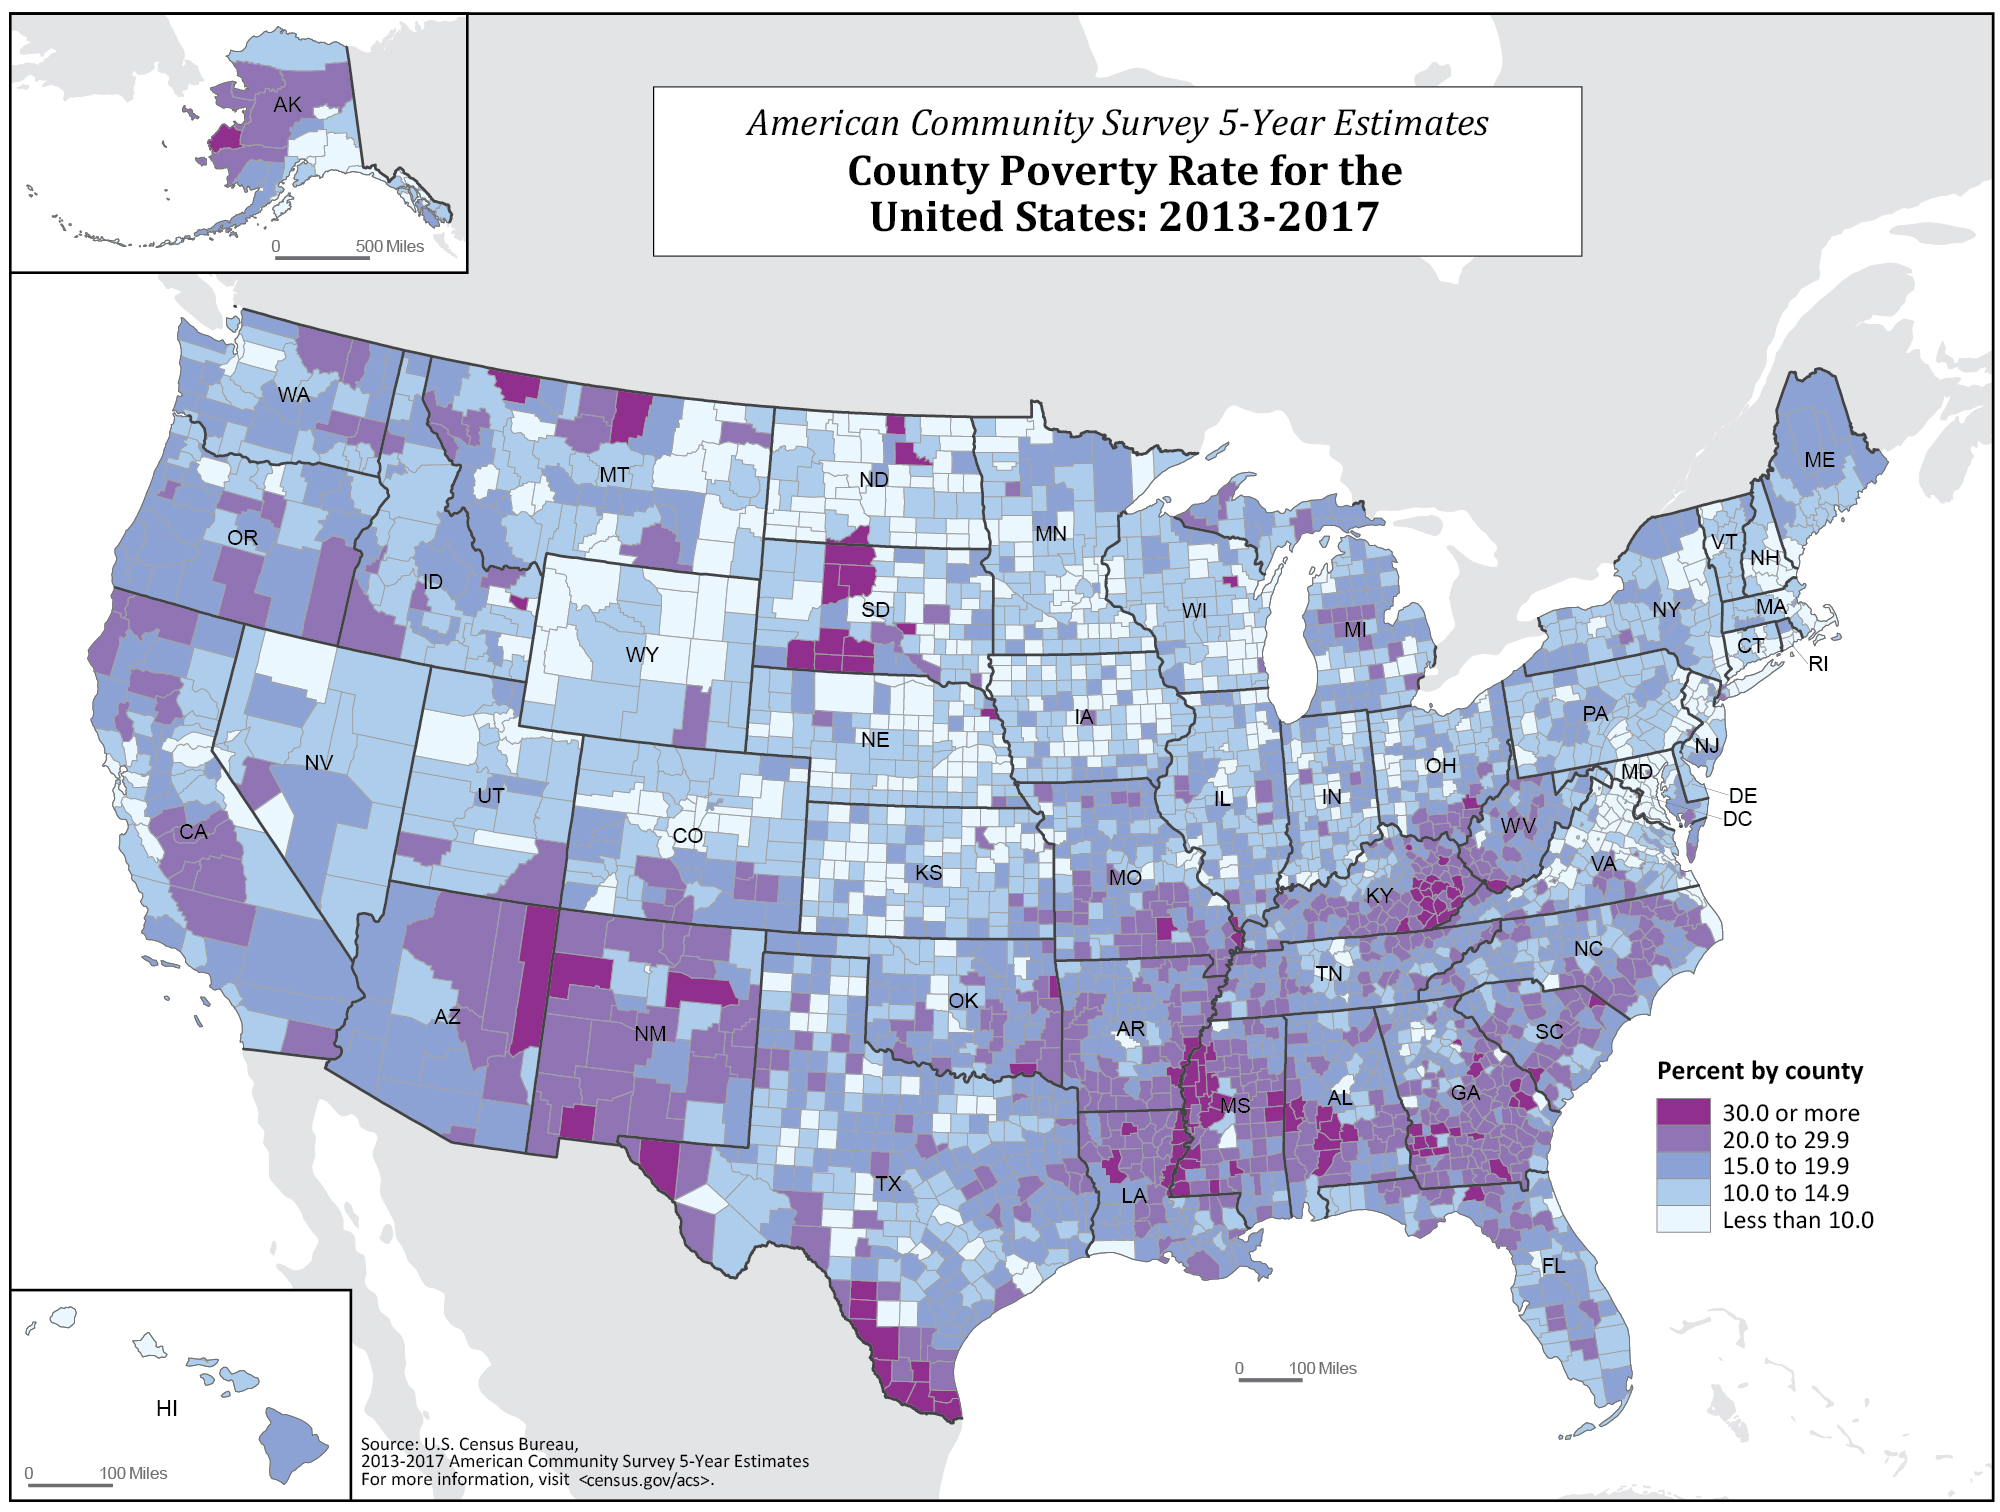 American Community Survey 5-Year Estimates
County Poverty Rate for the
United States: 2013-2017
AK
0 500 Miles
WA
MT
ND
MN
ME
OR
ID
SD
WI
VT
NH
NY
MA
MI
CT
RI
WY
IA
PA
NE
NJ
NV
UT
CO
IL
IN
OH
MD
DE
DC
WV
CA
KS
MO
KY
VA
NC
TN
OK
AZ
NM
AR
SC
MS
AL
GA
TX
LA
FL
Percent by county
30.0 or more
20.0 to 29.9
15.0 to 19.9
10.0 to 14.9
Less than 10.0
0 100 Miles
HI
0 100 Miles
Source: U.S. Census Bureau,
2013-2017 American Community Survey 5-Year Estimates
For more information, visit <census.gov/acs>.